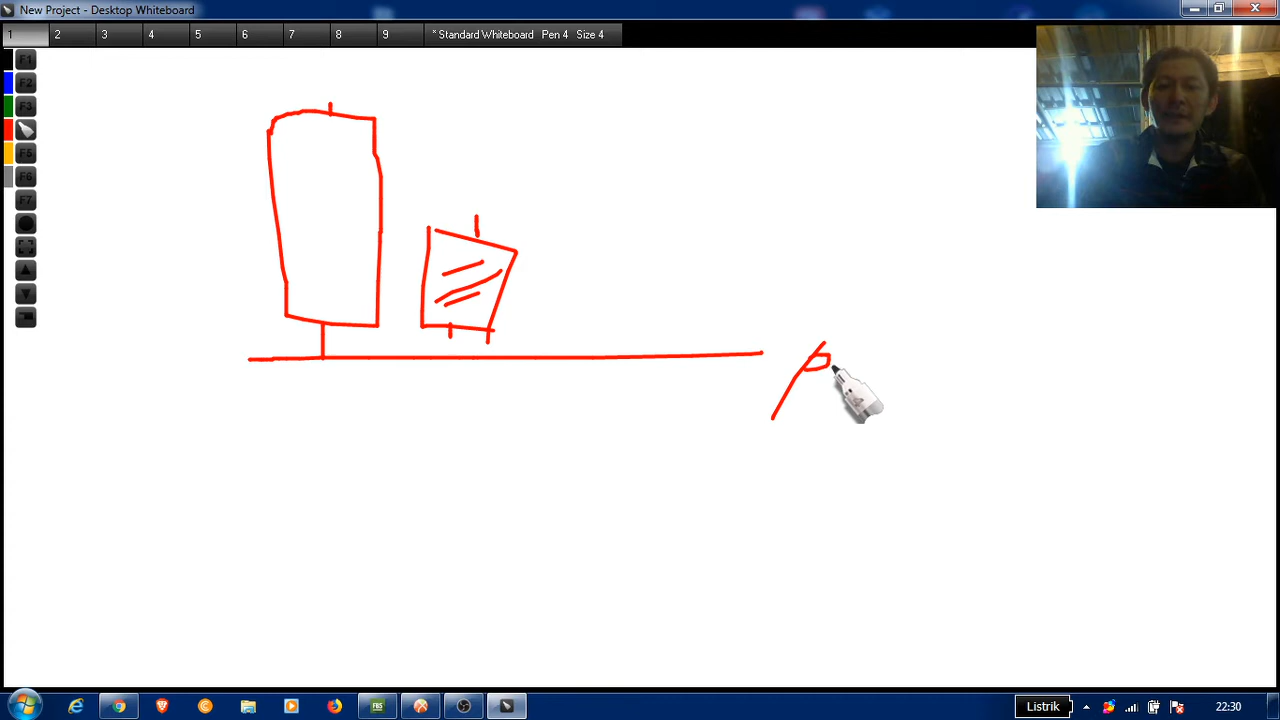 New Project - Desktop Whiteboard
1 2 3 4 5 6 7 8 9 * Standard Whiteboard Pen 4 Size 4
F1
F2
F3
F5
F6
F7
FBS
Listrik
22:30